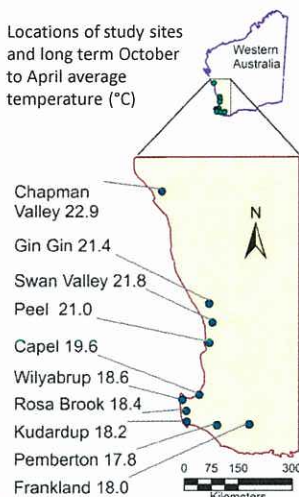 Locations of study sites
and long term October
to April average
temperature (°C)
Western
Australia
N
Chapman
Valley 22.9
Gin Gin 21.4
Swan Valley 21.8
Peel 21.0
Capel 19.6
Wilyabrup 18.6
Rosa Brook 18.4
Kudardup 18.2
Pemberton 17.8
Frankland 18.0
0 75 150 300
Kilometers